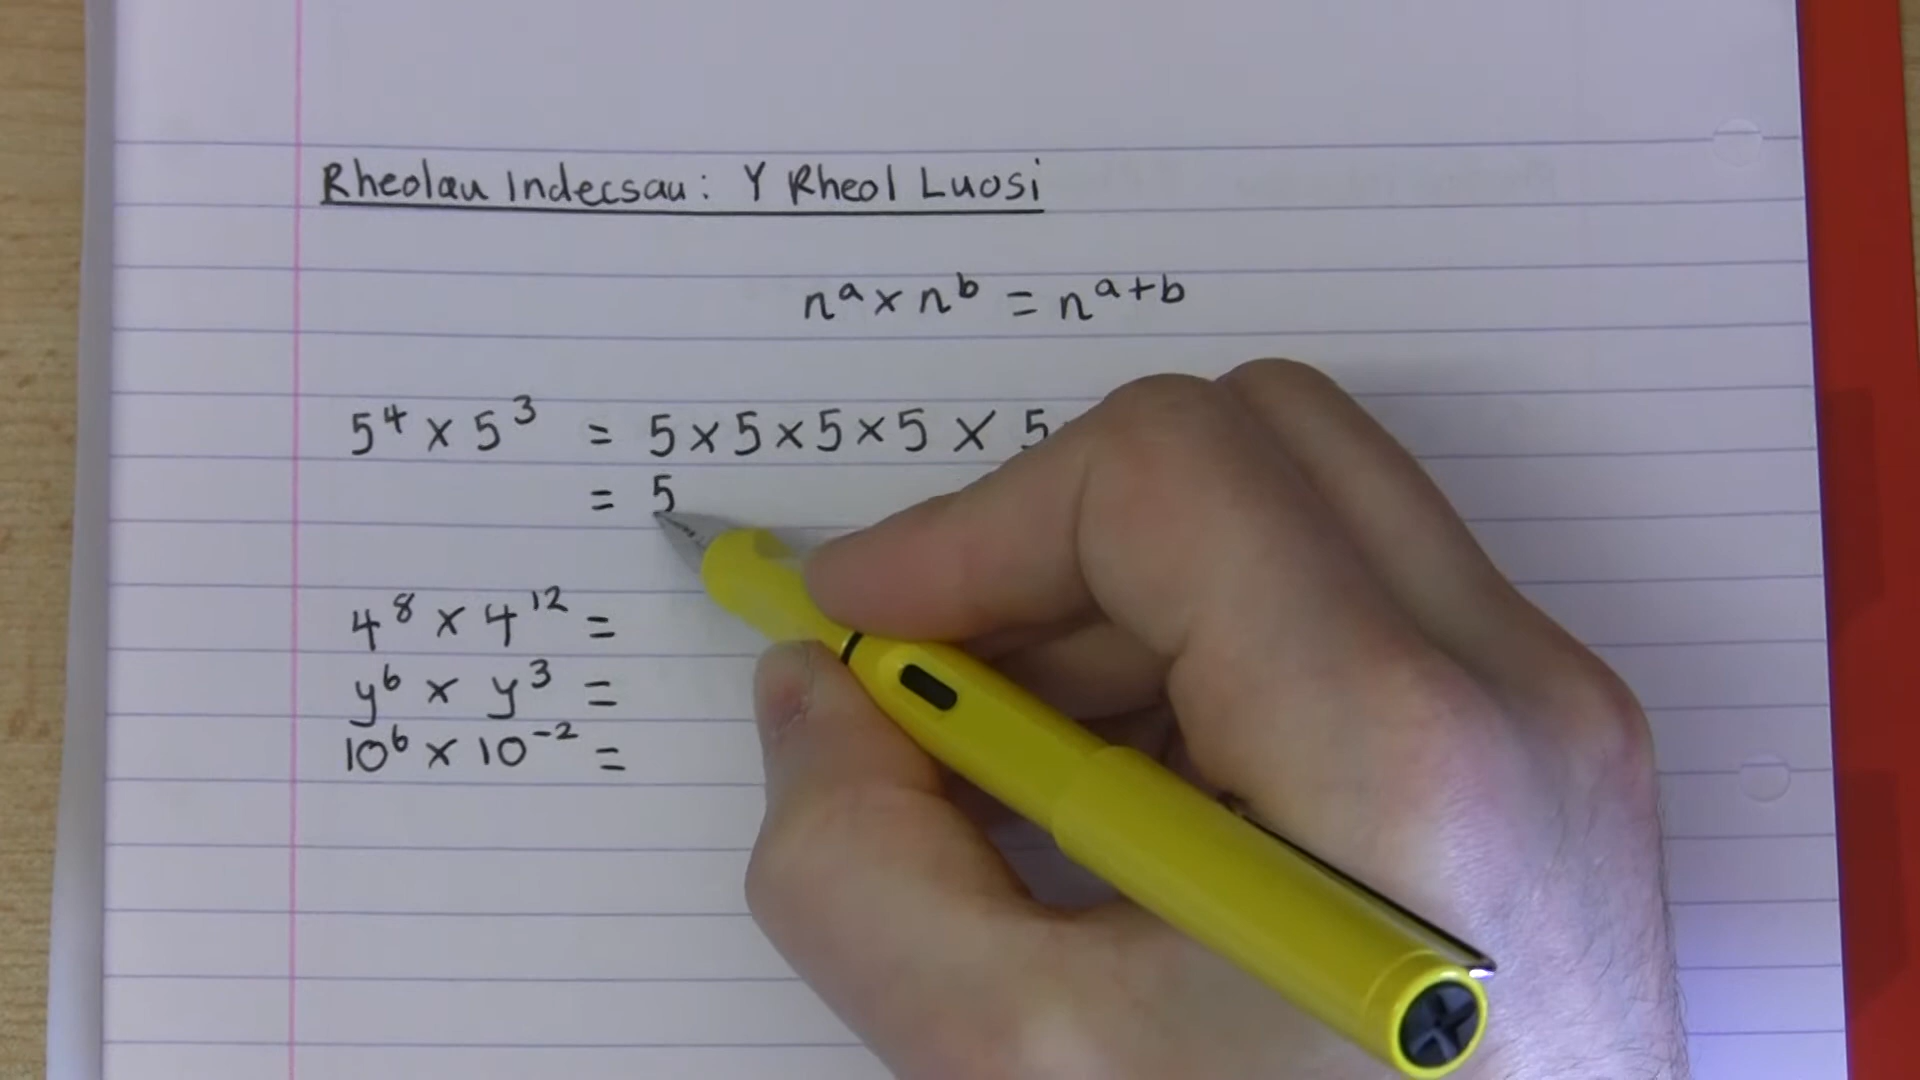 Rheolau Indecsau: Y Rheol Luosi
nᵃ × nᵇ = nᵃ⁺ᵇ
5⁴ × 5³ = 5 × 5 × 5 × 5 × 5
= 5
4⁸ × 4¹² =
y⁶ × y³ =
10⁶ × 10⁻² =